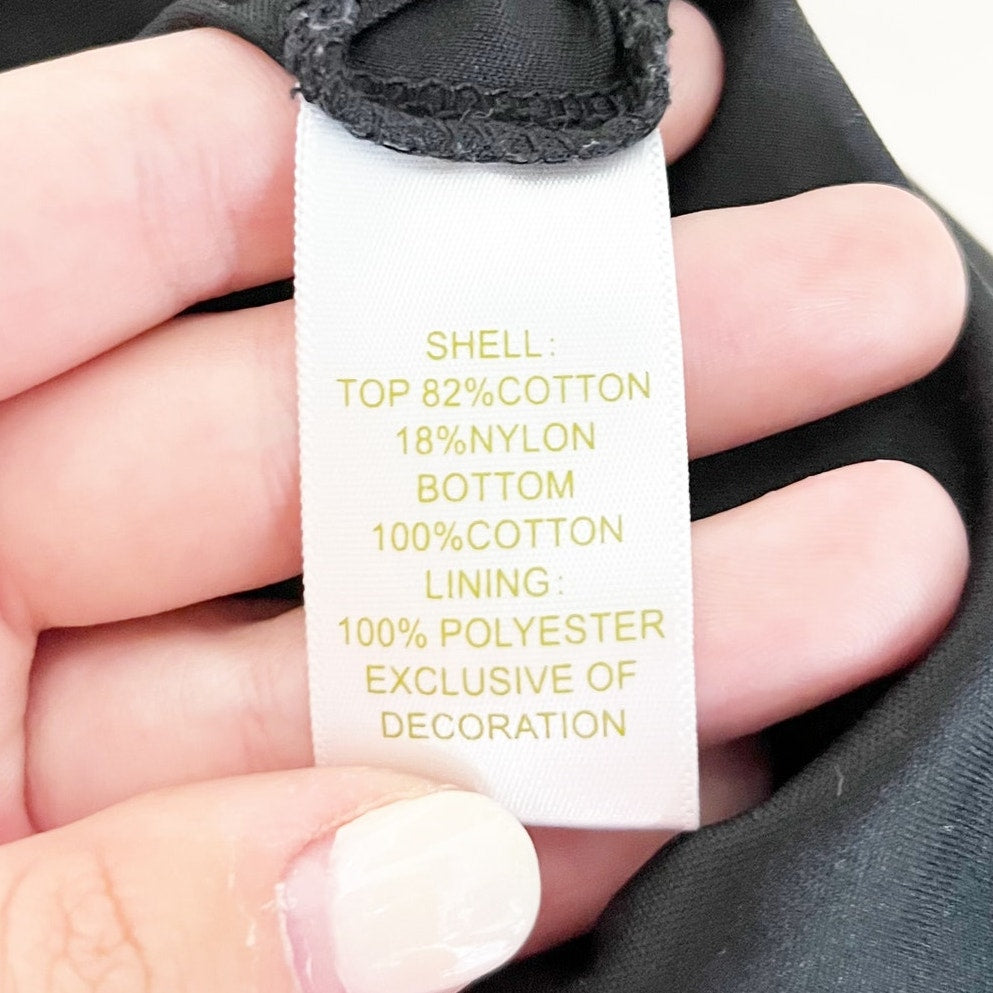 SHELL:
TOP 82%COTTON
18%NYLON
BOTTOM
100%COTTON
LINING:
100% POLYESTER
EXCLUSIVE OF
DECORATION